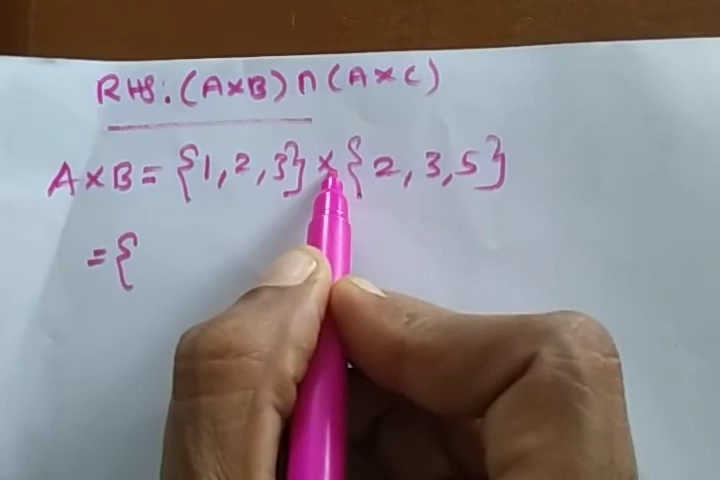 RHS: (A×B) ∩ (A×C)
A×B = {1, 2, 3} × {2, 3, 5}
= {